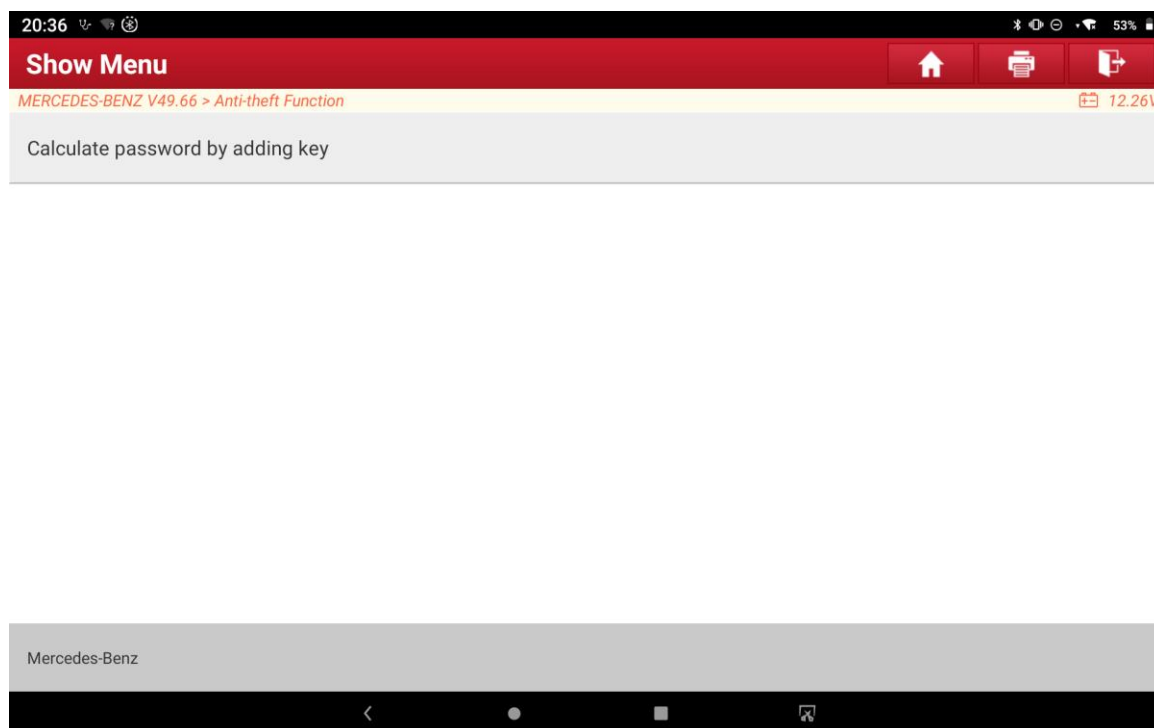 20:36 53%
Show Menu
MERCEDES-BENZ V49.66 > Anti-theft Function 12.26V
Calculate password by adding key
Mercedes-Benz